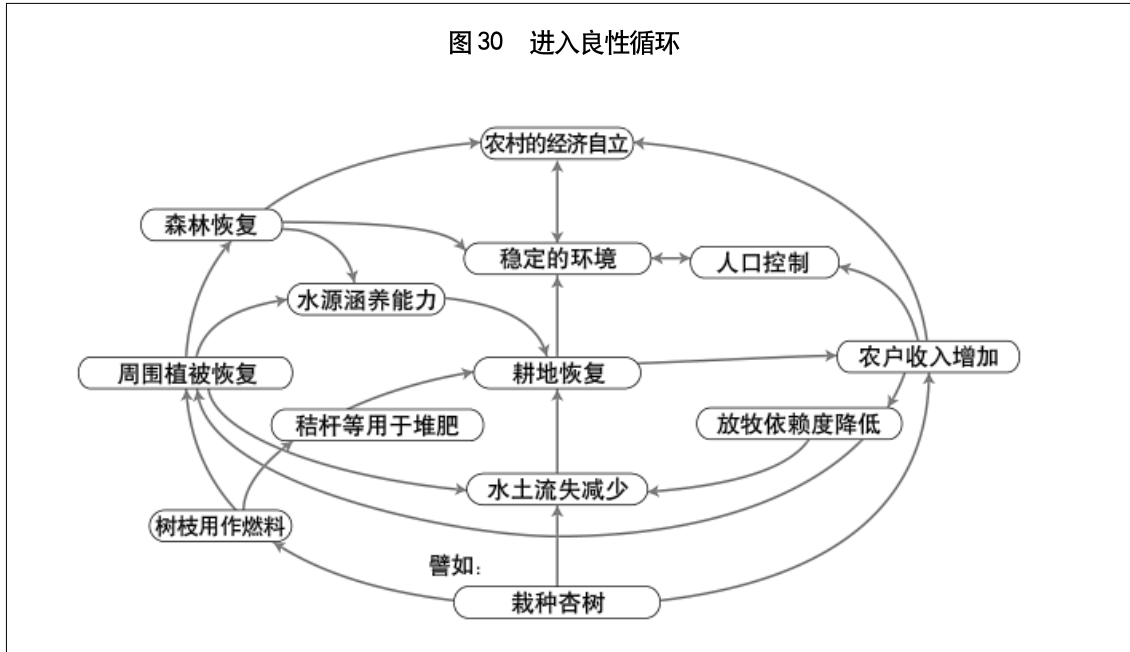 图30 进入良性循环
农村的经济自立
森林恢复
稳定的环境
人口控制
水源涵养能力
周围植被恢复
耕地恢复
农户收入增加
秸杆等用于堆肥
放牧依赖度降低
水土流失减少
树枝用作燃料
譬如：
栽种杏树